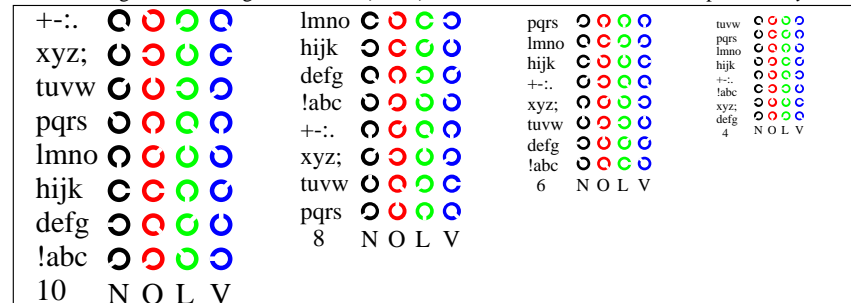 +-:.
xyz;
tuvw
pqrs
lmno
hijk
defg
!abc
10 N O L V
lmno
hijk
defg
!abc
+-:.
xyz;
tuvw
pqrs
8 N O L V
pqrs
lmno
hijk
+-:.
xyz;
tuvw
defg
!abc
6 N O L V
tuvw
pqrs
lmno
hijk
+-:.
!abc
xyz;
defg
4 N O L V